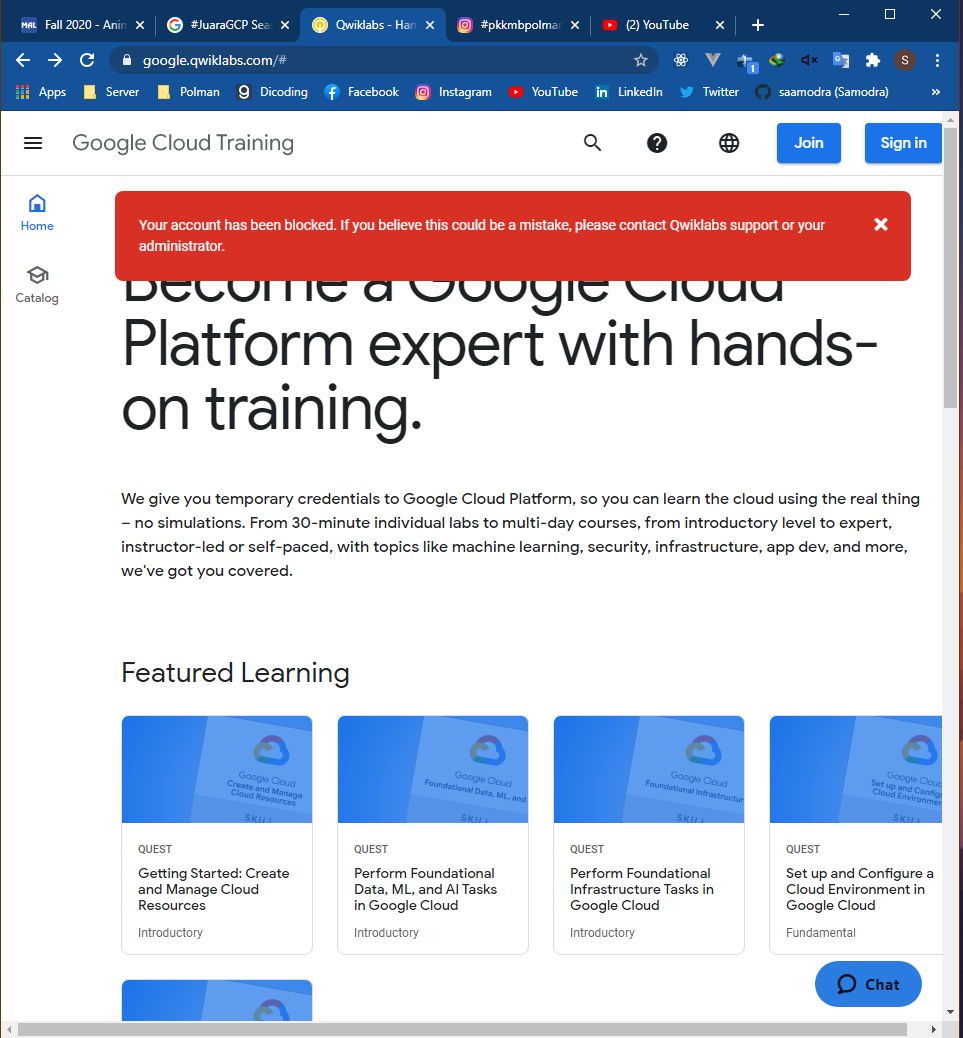 Fall 2020 - Anin
#JuaraGCP Sea
Qwiklabs - Han
#pkkmbpolmar
(2) YouTube
google.qwiklabs.com/#
1
S
Apps
Server
Polman
Dicoding
Facebook
Instagram
YouTube
LinkedIn
Twitter
saamodra (Samodra)
Google Cloud Training
Join
Sign in
Home
Catalog
Your account has been blocked. If you believe this could be a mistake, please contact Qwiklabs support or your
administrator.
Become a Google Cloud
Platform expert with hands-
on training.
We give you temporary credentials to Google Cloud Platform, so you can learn the cloud using the real thing
– no simulations. From 30-minute individual labs to multi-day courses, from introductory level to expert,
instructor-led or self-paced, with topics like machine learning, security, infrastructure, app dev, and more,
we've got you covered.
Featured Learning
Google Cloud
Create and Manage
Cloud Resources
SKILL
QUEST
Getting Started: Create
and Manage Cloud
Resources
Introductory
Google Cloud
Foundational Data, ML, and
SKILL
QUEST
Perform Foundational
Data, ML, and AI Tasks
in Google Cloud
Introductory
Google Cloud
Foundational Infrastructur
SKILL
QUEST
Perform Foundational
Infrastructure Tasks in
Google Cloud
Introductory
Google Cloud
Set up and Config
Cloud Environmen
SKILL
QUEST
Set up and Configure a
Cloud Environment in
Google Cloud
Fundamental
Chat